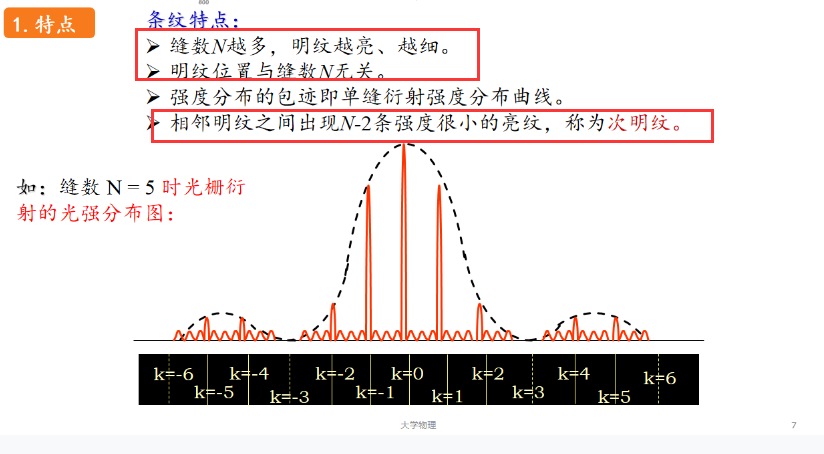 1.特点
条纹特点：
➢ 缝数N越多，明纹越亮、越细。
➢ 明纹位置与缝数N无关。
➢ 强度分布的包迹即单缝衍射强度分布曲线。
➢ 相邻明纹之间出现N-2条强度很小的亮纹，称为次明纹。
如：缝数 N = 5 时光栅衍
射的光强分布图：
k=-6 k=-4 k=-2 k=0 k=2 k=4 k=6
k=-5 k=-3 k=-1 k=1 k=3 k=5
大学物理 7